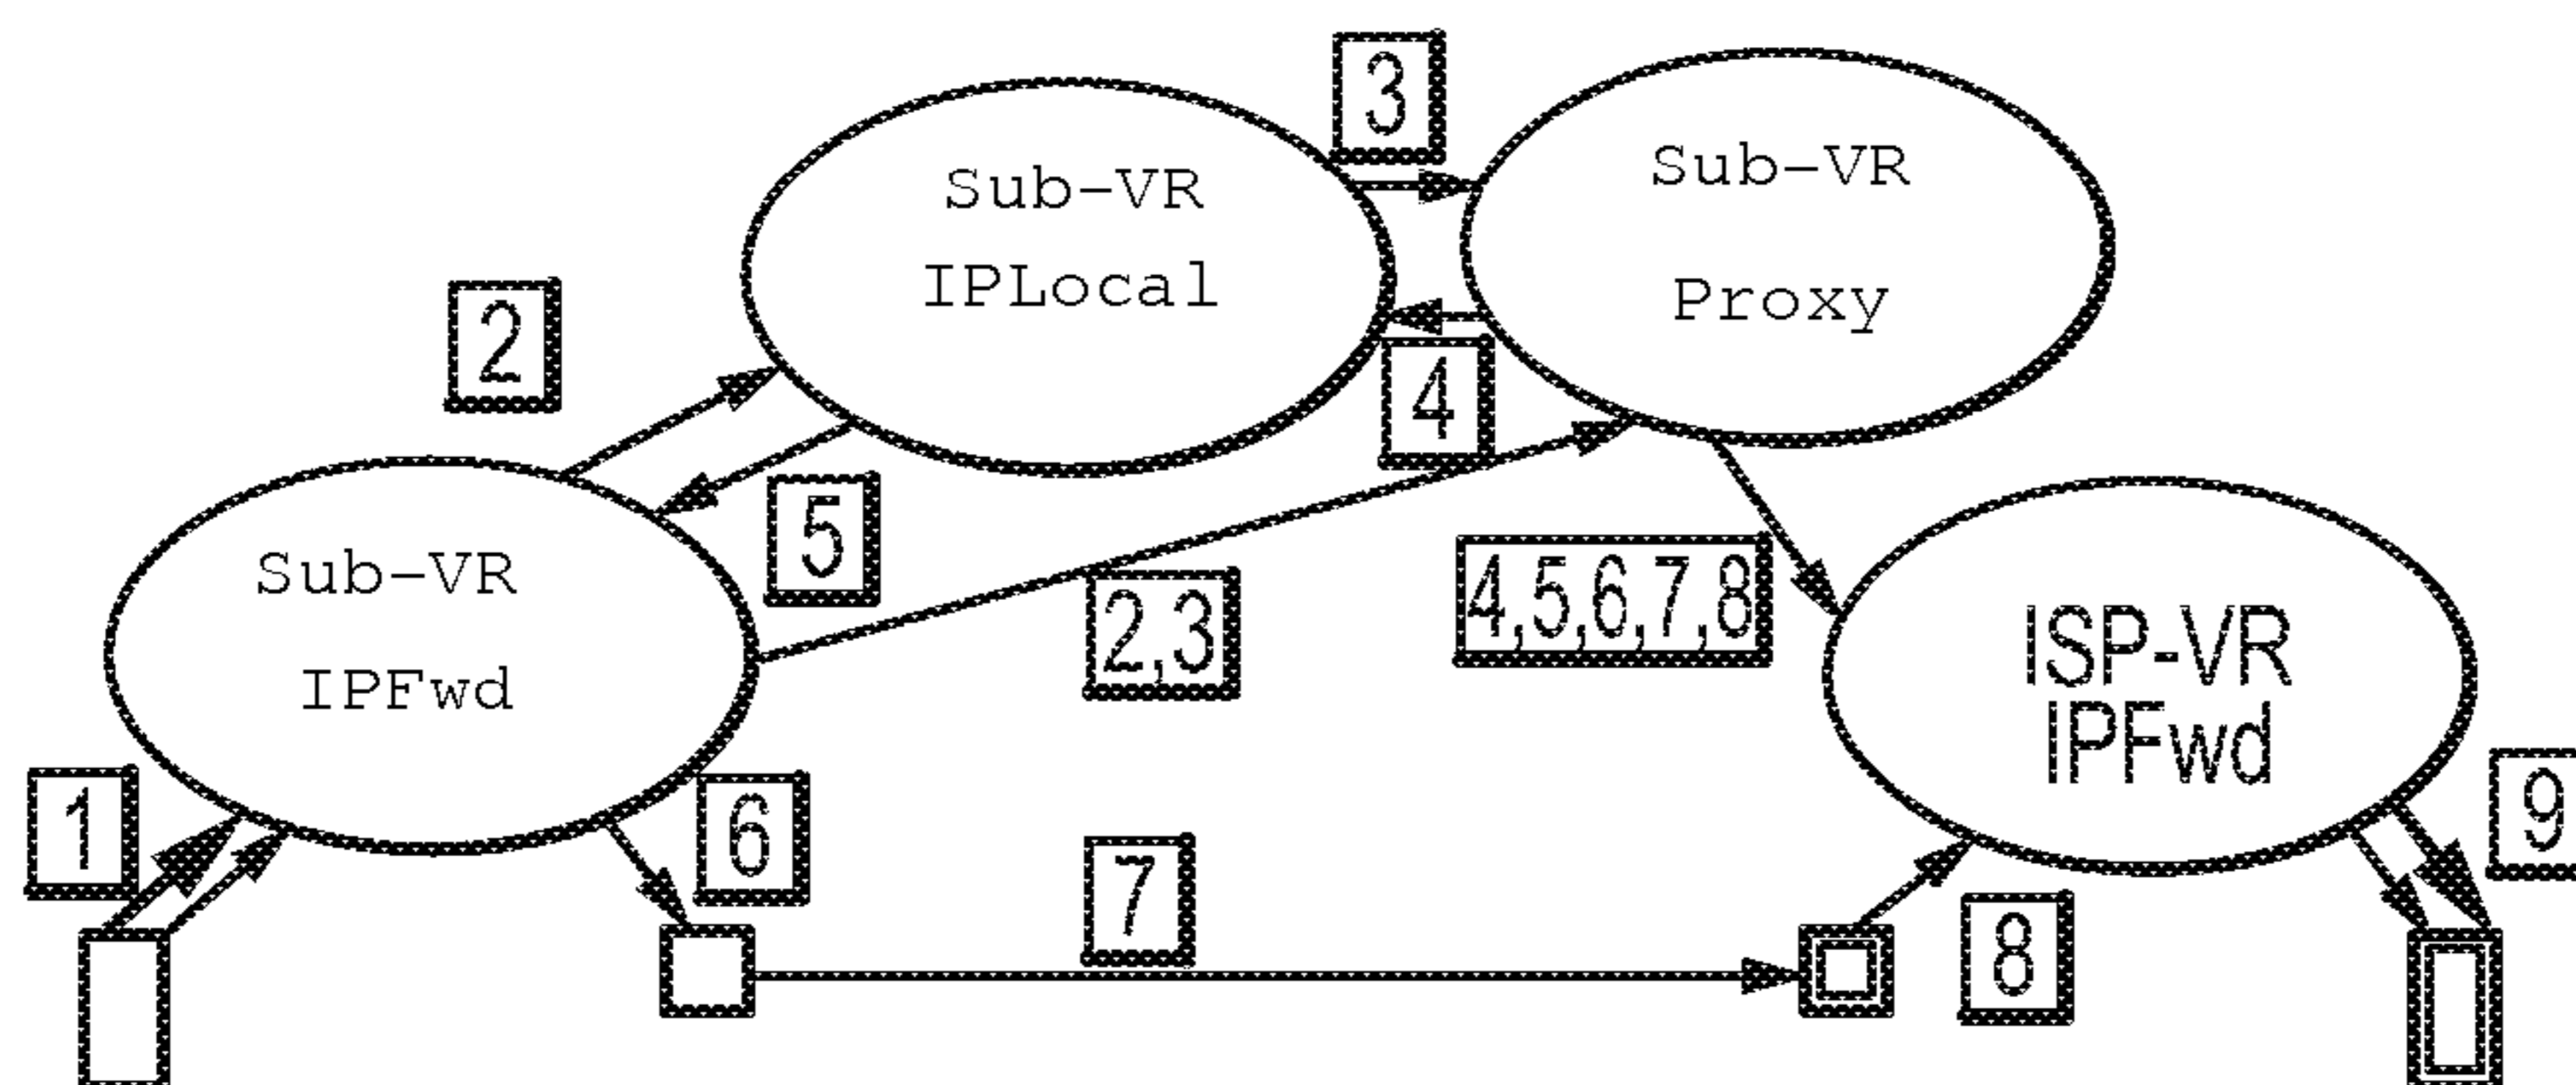 3
Sub-VR
IPLocal
Sub-VR
Proxy
2
4
5
Sub-VR
IPFwd
2,3
4,5,6,7,8
ISP-VR
IPFwd
1
6
7
8
9